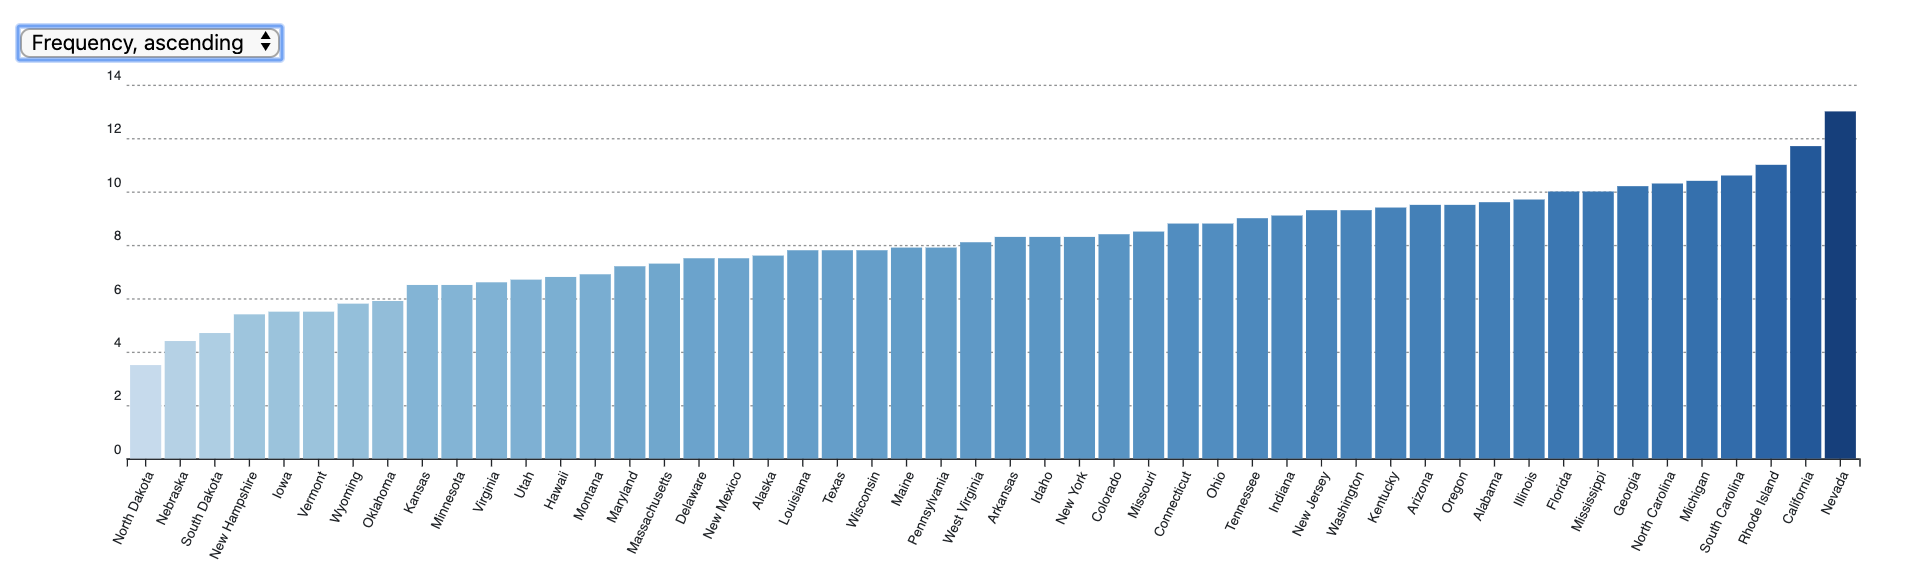 Frequency, ascending
14
12
10
8
6
4
2
0
North Dakota
Nebraska
South Dakota
New Hampshire
Iowa
Vermont
Wyoming
Oklahoma
Kansas
Minnesota
Virginia
Utah
Hawaii
Montana
Maryland
Massachusetts
Delaware
New Mexico
Alaska
Louisiana
Texas
Wisconsin
Maine
Pennsylvania
West Virginia
Arkansas
Idaho
New York
Colorado
Missouri
Connecticut
Ohio
Tennessee
Indiana
New Jersey
Washington
Kentucky
Arizona
Oregon
Alabama
Illinois
Florida
Mississippi
Georgia
North Carolina
Michigan
South Carolina
Rhode Island
California
Nevada